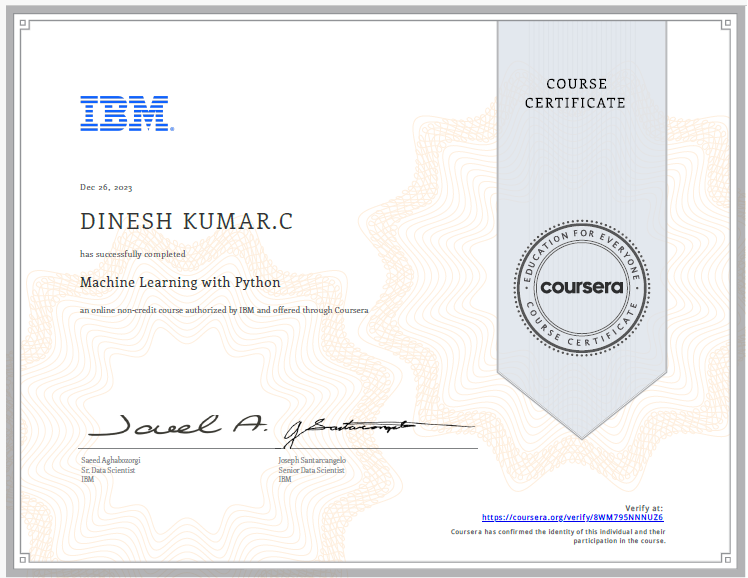 COURSE
CERTIFICATE
IBM®
Dec 26, 2023
DINESH KUMAR.C
has successfully completed
Machine Learning with Python
an online non-credit course authorized by IBM and offered through Coursera
EDUCATION FOR EVERYONE
coursera
COURSE CERTIFICATE
Saeed Aghabozorgi
Sr. Data Scientist
IBM
Joseph Santarcangelo
Senior Data Scientist
IBM
Verify at:
https://coursera.org/verify/8WM795NNNUZ6
Coursera has confirmed the identity of this individual and their
participation in the course.